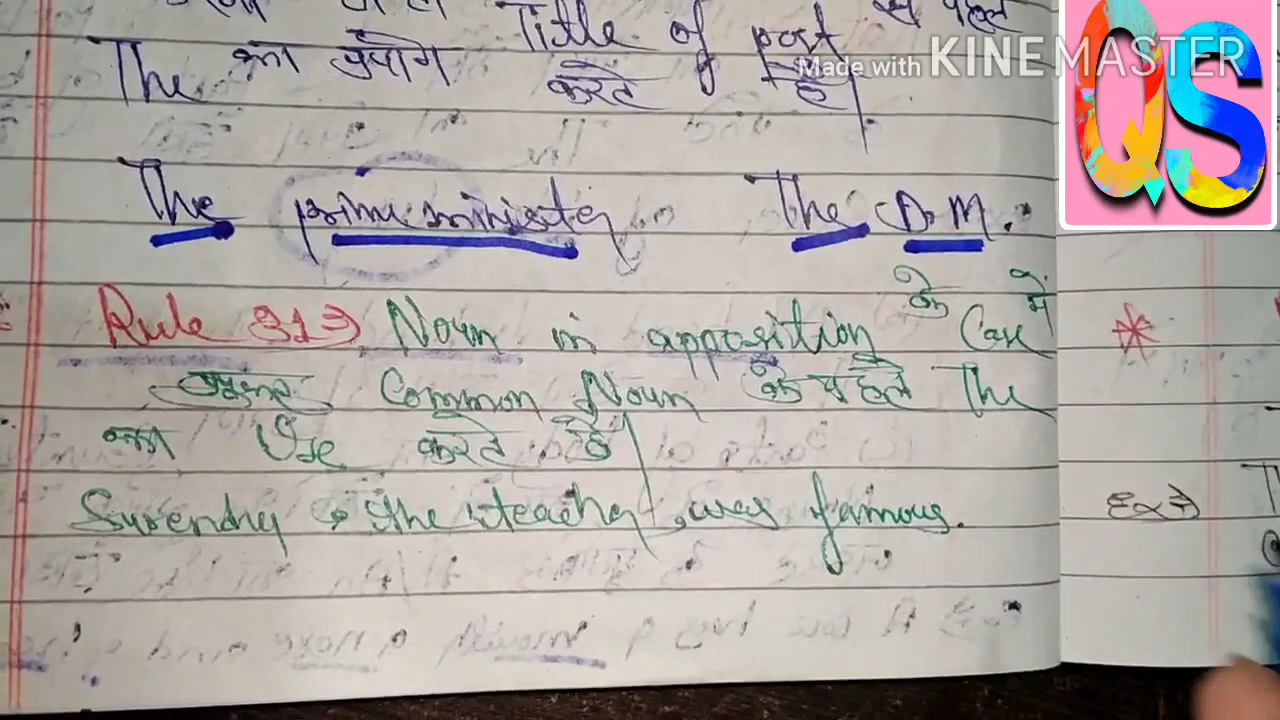 Title of post से पहले
The का प्रयोग करते है।
Made with KINEMASTER
QS
The prime minister The D.M.
Rule 31→ Noun in apposition के Case में
Common Noun के पहले The
का Use करते है।
Surendra, the teacher, was famous.
Ex→